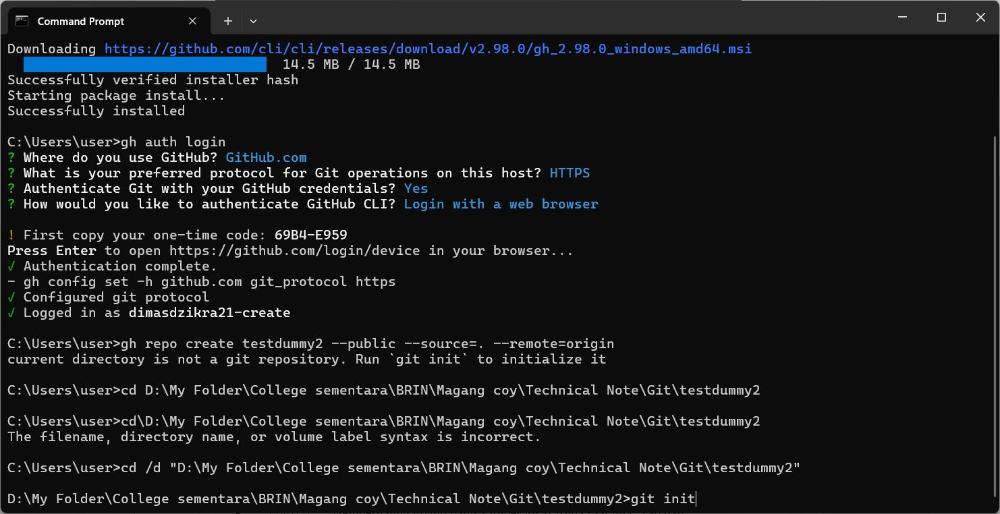 Command Prompt
Downloading https://github.com/cli/cli/releases/download/v2.98.0/gh_2.98.0_windows_amd64.msi
14.5 MB / 14.5 MB
Successfully verified installer hash
Starting package install...
Successfully installed
C:\Users\user>gh auth login
? Where do you use GitHub? GitHub.com
? What is your preferred protocol for Git operations on this host? HTTPS
? Authenticate Git with your GitHub credentials? Yes
? How would you like to authenticate GitHub CLI? Login with a web browser
! First copy your one-time code: 69B4-E959
Press Enter to open https://github.com/login/device in your browser...
√ Authentication complete.
- gh config set -h github.com git_protocol https
√ Configured git protocol
√ Logged in as dimasdzikra21-create
C:\Users\user>gh repo create testdummy2 --public --source=. --remote=origin
current directory is not a git repository. Run `git init` to initialize it
C:\Users\user>cd D:\My Folder\College sementara\BRIN\Magang coy\Technical Note\Git\testdummy2
C:\Users\user>cd\D:\My Folder\College sementara\BRIN\Magang coy\Technical Note\Git\testdummy2
The filename, directory name, or volume label syntax is incorrect.
C:\Users\user>cd /d "D:\My Folder\College sementara\BRIN\Magang coy\Technical Note\Git\testdummy2"
D:\My Folder\College sementara\BRIN\Magang coy\Technical Note\Git\testdummy2>git init